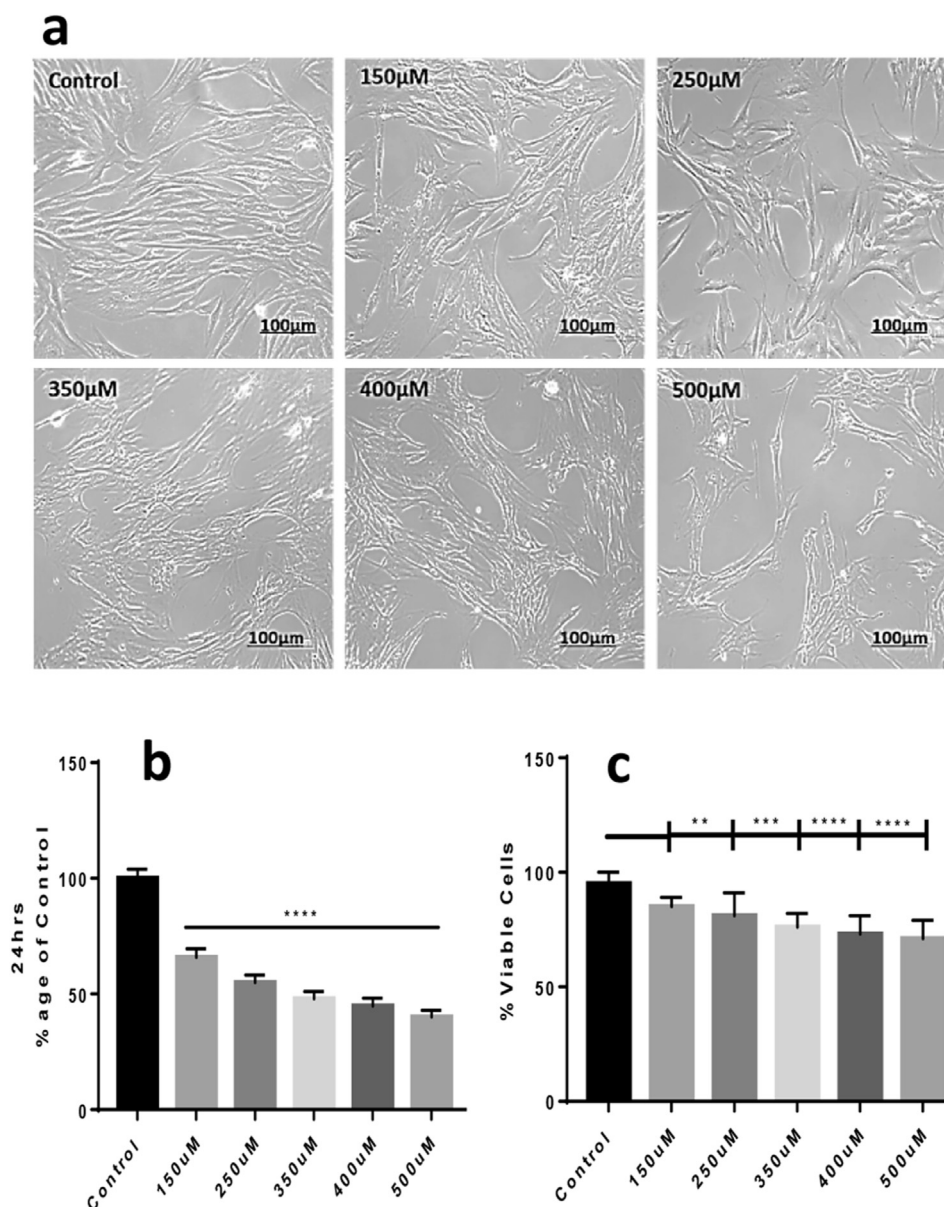 a
Control
150µM
250µM
100µm
100µm
100µm
350µM
400µM
500µM
100µm
100µm
100µm
b
24hrs
% age of Control
150
100
50
0
****
Control
150uM
250uM
350uM
400uM
500uM
c
% Viable Cells
150
100
50
0
** *** **** ****
Control
150uM
250uM
350uM
400uM
500uM